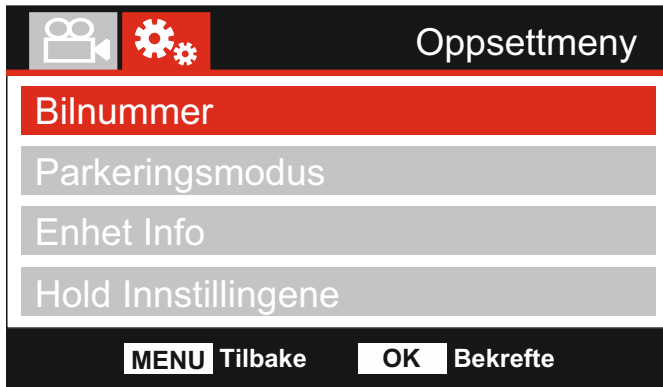 Oppsettmeny
Bilnummer
Parkeringsmodus
Enhet Info
Hold Innstillingene
MENU Tilbake OK Bekrefte